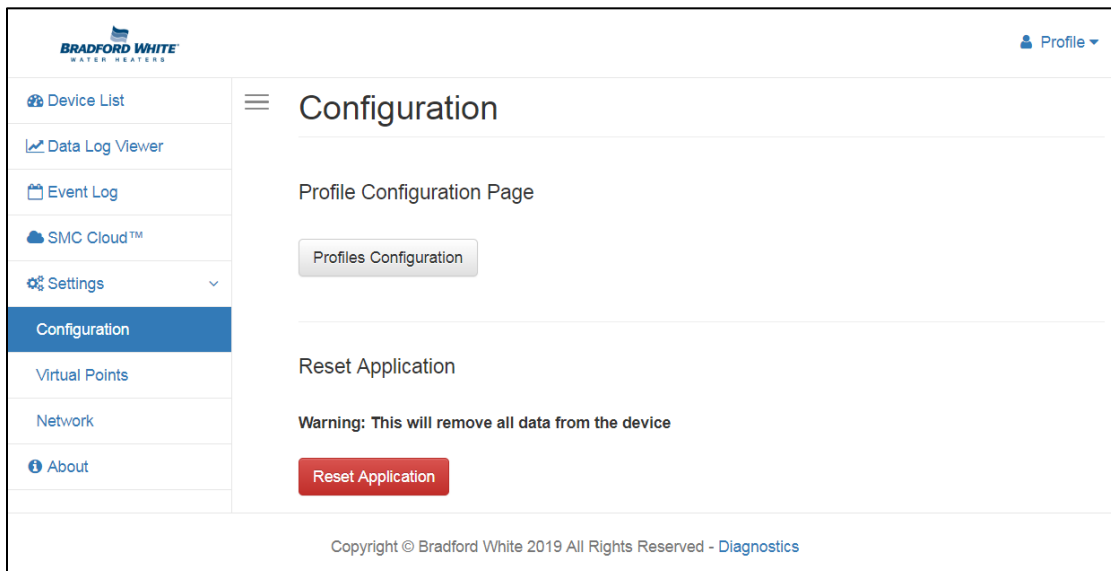 BRADFORD WHITE
WATER HEATERS
Profile
Device List
Data Log Viewer
Event Log
SMC Cloud™
Settings
Configuration
Virtual Points
Network
About
Configuration
Profile Configuration Page
Profiles Configuration
Reset Application
Warning: This will remove all data from the device
Reset Application
Copyright © Bradford White 2019 All Rights Reserved - Diagnostics